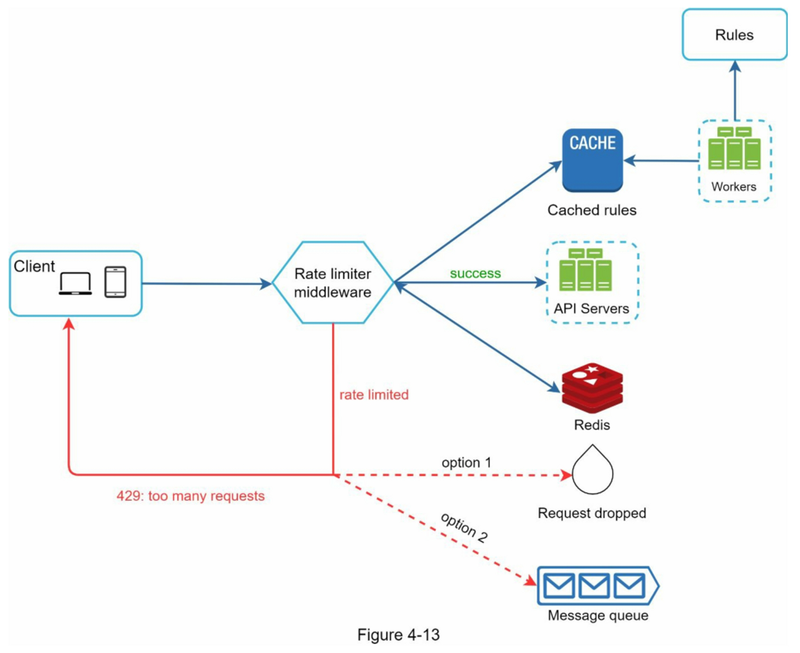 Rules
CACHE
Workers
Cached rules
Client
Rate limiter
middleware
success
API Servers
rate limited
Redis
option 1
429: too many requests
Request dropped
option 2
Message queue
Figure 4-13